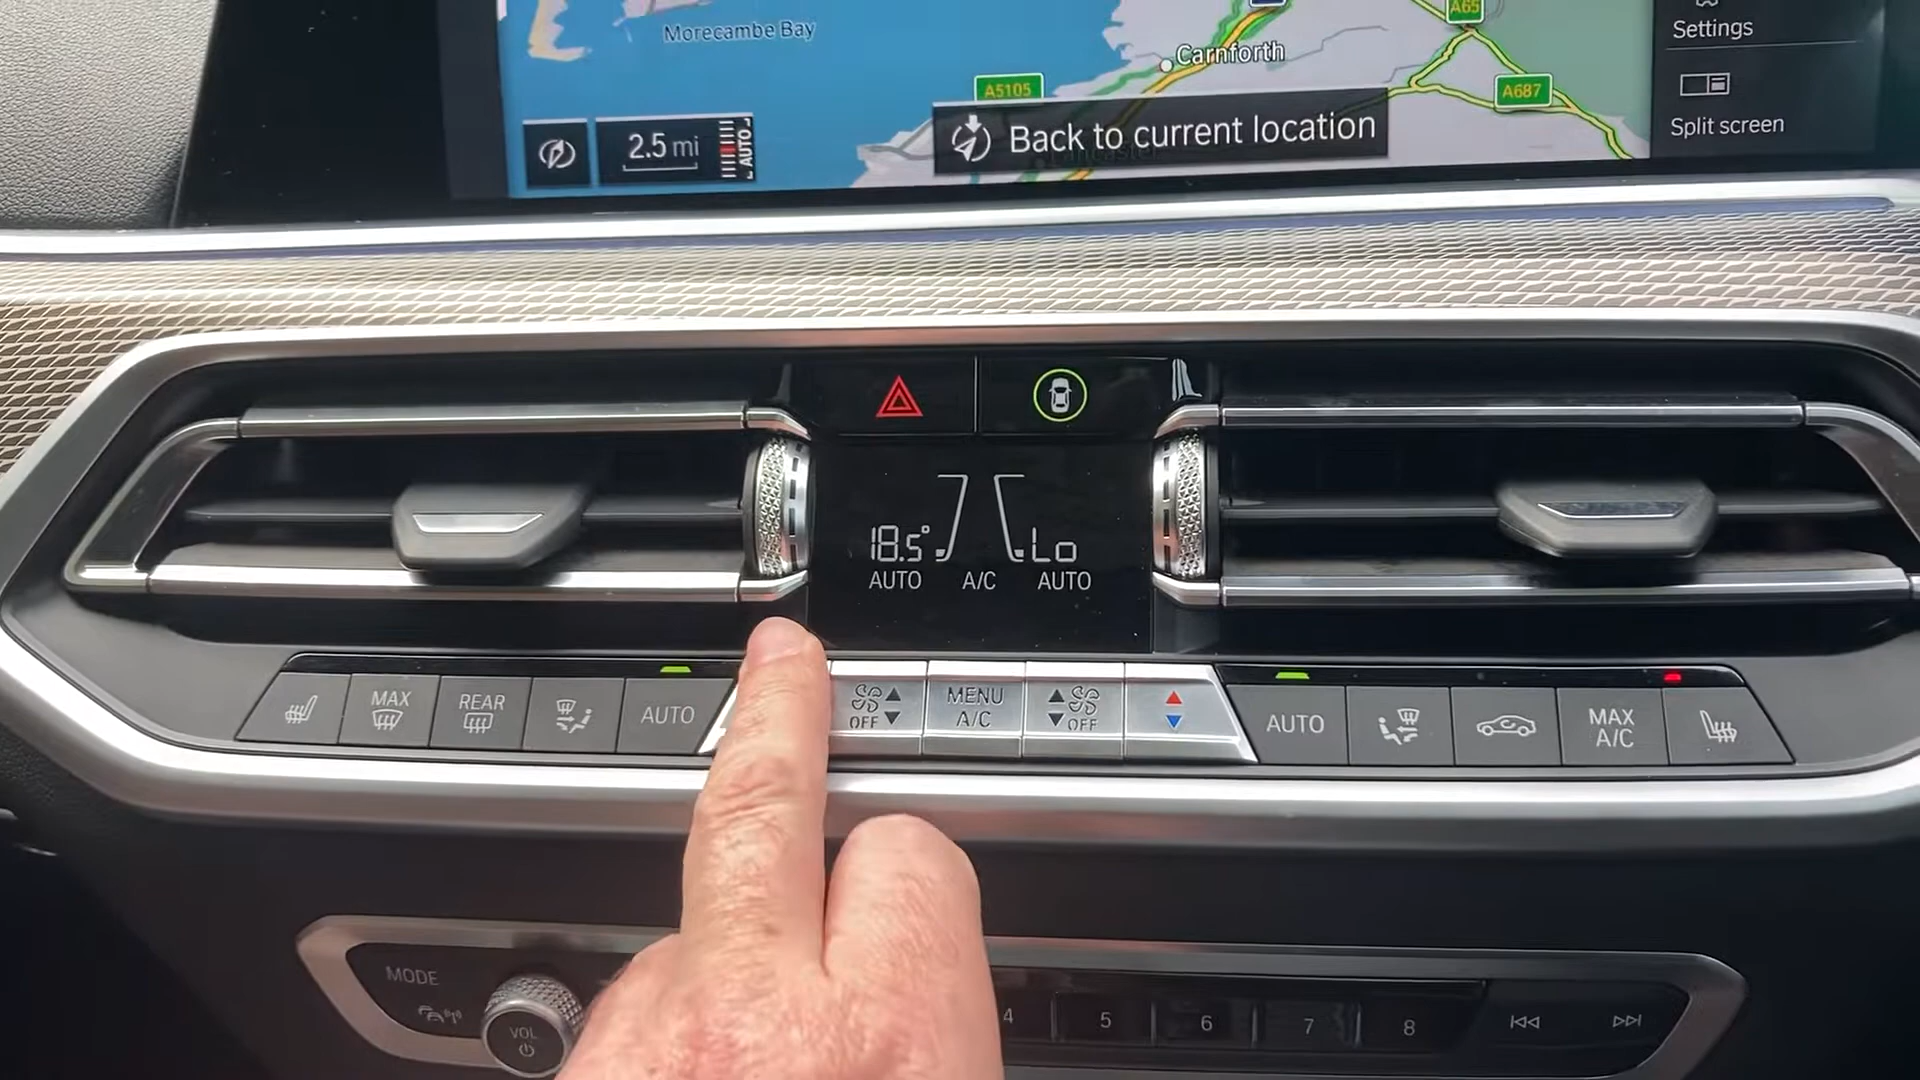 Morecambe Bay
Carnforth
A65
Settings
A5105
A687
2.5 mi
AUTO
Back to current location
Split screen
18.5°
Lo
AUTO
A/C
AUTO
MAX
REAR
AUTO
OFF
MENU
A/C
OFF
AUTO
MAX
A/C
MODE
VOL
4
5
6
7
8